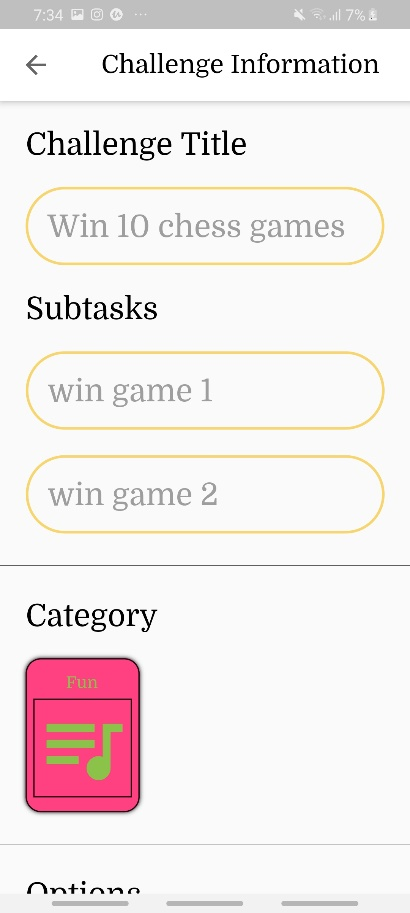 7:34 ... 7%
Challenge Information
Challenge Title
Win 10 chess games
Subtasks
win game 1
win game 2
Category
Fun
Options